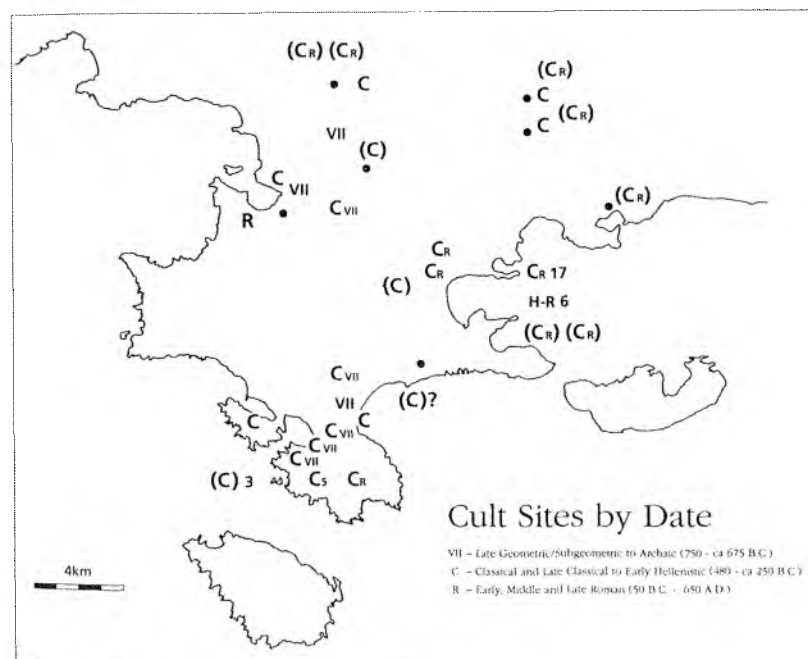 (CR) (CR)
C
(CR)
C
C (CR)
VII
(C)
C VII
R
C VII
(CR)
CR
CR
(C)
CR 17
H-R 6
(CR) (CR)
C VII
(C)?
VII C
C
C VII
C VII
C VII
(C) 3
C5 CR
Cult Sites by Date
VII – Late Geometric/Subgeometric to Archaic (750 - ca 675 B.C.)
C – Classical and Late Classical to Early Hellenistic (480 - ca 250 B.C.)
R – Early, Middle and Late Roman (50 B.C. - 650 A.D.)
4km